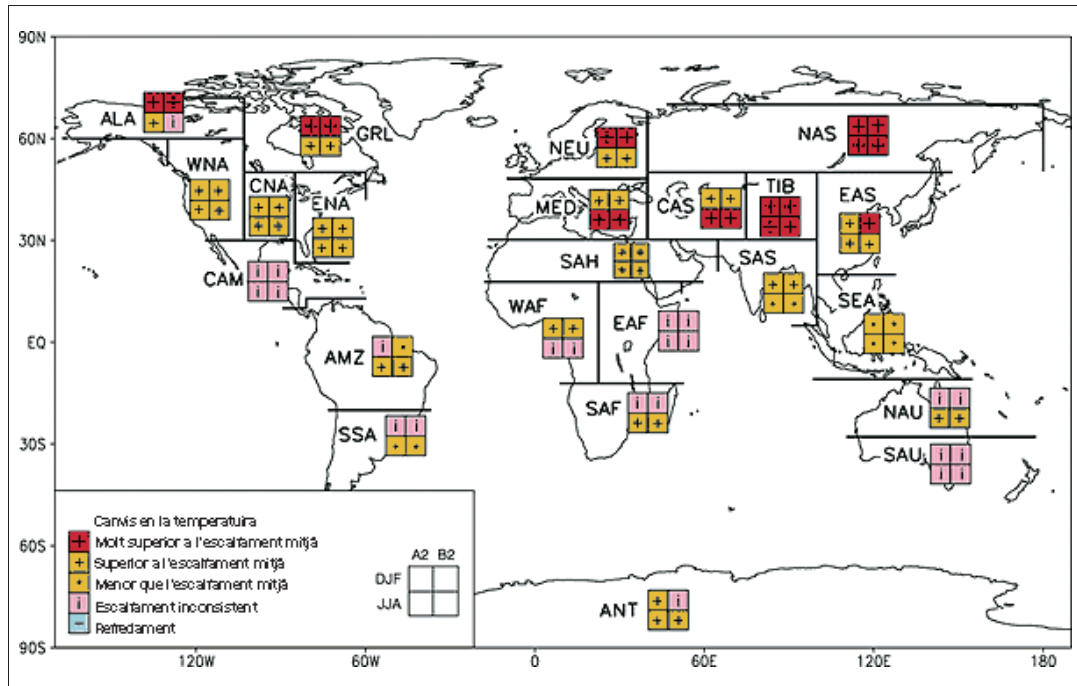 90N
60N
30N
EQ
30S
60S
90S
120W
60W
0
60E
120E
180
ALA
GRL
WNA
CNA
ENA
CAM
AMZ
SSA
NEU
MED
SAH
WAF
EAF
SAF
NAS
CAS
TIB
EAS
SAS
SEA
NAU
SAU
ANT
Canvis en la temperatuira
Molt superior a l'escalfament mitjà
Superior a l'escalfament mitjà
Menor que l'escalfament mitjà
Escalfament inconsistent
Refredament
A2 B2
DJF
JJA